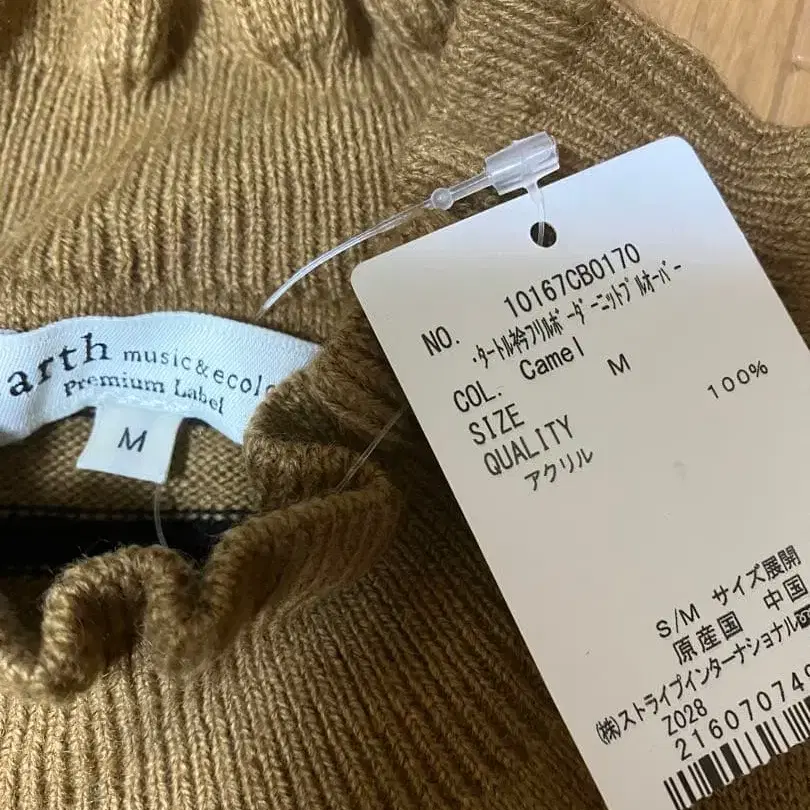 arth music&ecolo
Premium Label
M
NO. 10167CB0170
・タートル衿フリルボーダーニットプルオーバー
COL. Camel
SIZE M
QUALITY
アクリル 100%
S/M サイズ展開
原産国 中国
(株)ストライプインターナショナル
Z028
21607074